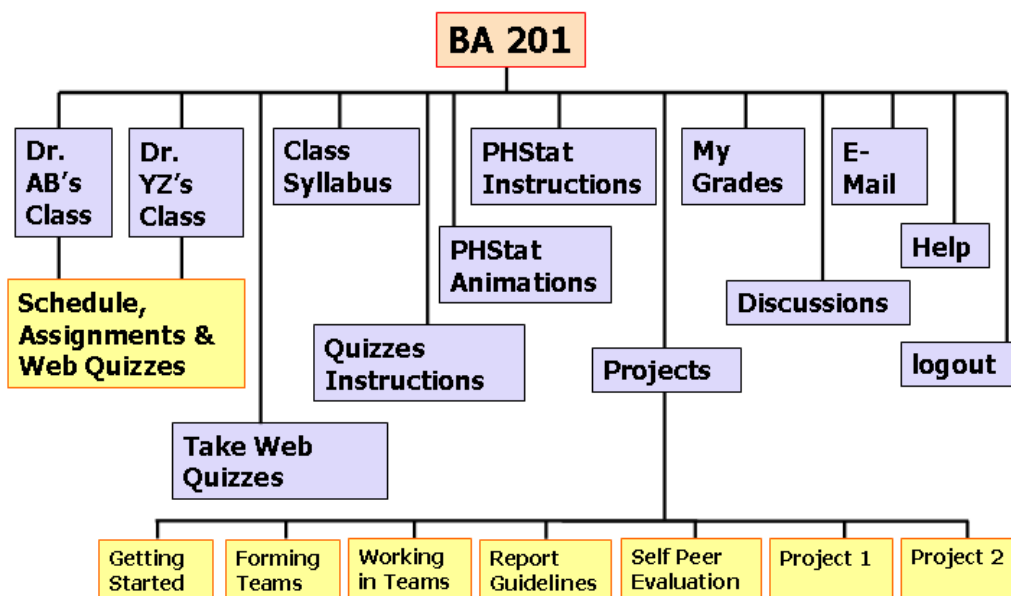 BA 201
Dr.
AB's
Class
Dr.
YZ's
Class
Class
Syllabus
PHStat
Instructions
My
Grades
E-
Mail
Help
PHStat
Animations
Discussions
Schedule,
Assignments &
Web Quizzes
Quizzes
Instructions
Projects
logout
Take Web
Quizzes
Getting
Started
Forming
Teams
Working
in Teams
Report
Guidelines
Self Peer
Evaluation
Project 1
Project 2